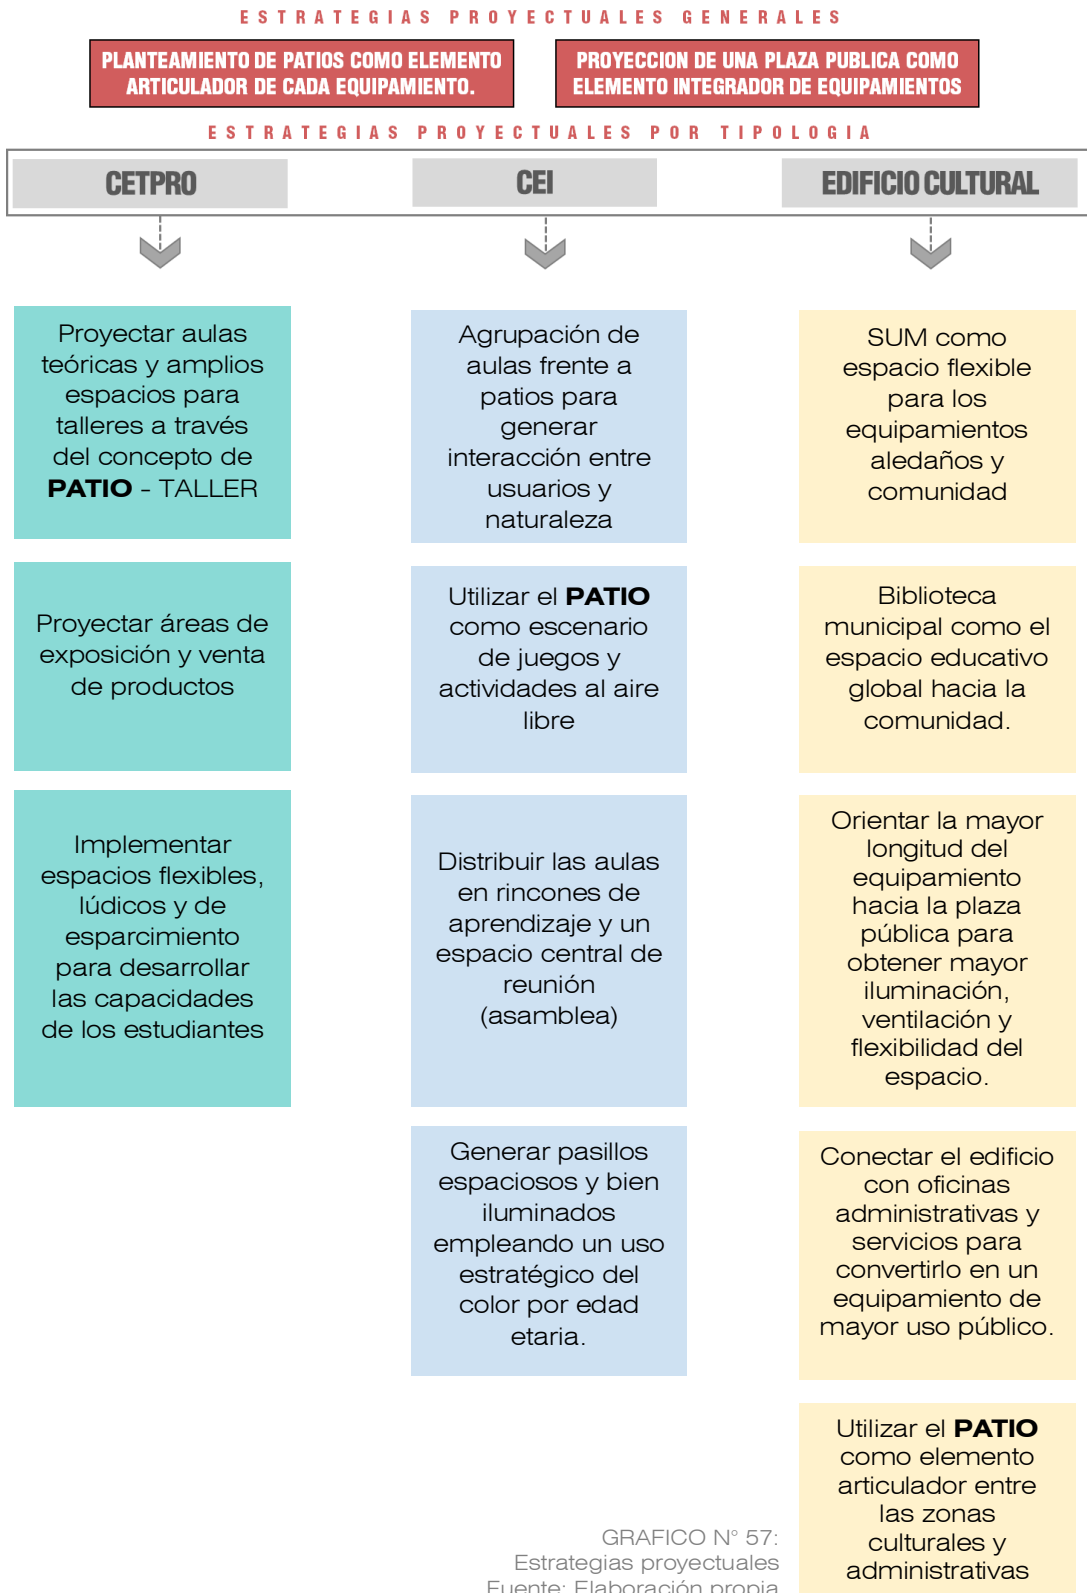 ESTRATEGIAS PROYECTUALES GENERALES
PLANTEAMIENTO DE PATIOS COMO ELEMENTO
ARTICULADOR DE CADA EQUIPAMIENTO.
PROYECCION DE UNA PLAZA PUBLICA COMO
ELEMENTO INTEGRADOR DE EQUIPAMIENTOS
ESTRATEGIAS PROYECTUALES POR TIPOLOGIA
CETPRO
CEI
EDIFICIO CULTURAL
Proyectar aulas
teóricas y amplios
espacios para
talleres a través
del concepto de
PATIO - TALLER
Proyectar áreas de
exposición y venta
de productos
Implementar
espacios flexibles,
lúdicos y de
esparcimiento
para desarrollar
las capacidades
de los estudiantes
Agrupación de
aulas frente a
patios para
generar
interacción entre
usuarios y
naturaleza
Utilizar el PATIO
como escenario
de juegos y
actividades al aire
libre
Distribuir las aulas
en rincones de
aprendizaje y un
espacio central de
reunión
(asamblea)
Generar pasillos
espaciosos y bien
iluminados
empleando un uso
estratégico del
color por edad
etaria.
SUM como
espacio flexible
para los
equipamientos
aledaños y
comunidad
Biblioteca
municipal como el
espacio educativo
global hacia la
comunidad.
Orientar la mayor
longitud del
equipamiento
hacia la plaza
pública para
obtener mayor
iluminación,
ventilación y
flexibilidad del
espacio.
Conectar el edificio
con oficinas
administrativas y
servicios para
convertirlo en un
equipamiento de
mayor uso público.
Utilizar el PATIO
como elemento
articulador entre
las zonas
culturales y
administrativas
GRAFICO N° 57:
Estrategias proyectuales
Fuente: Elaboración propia